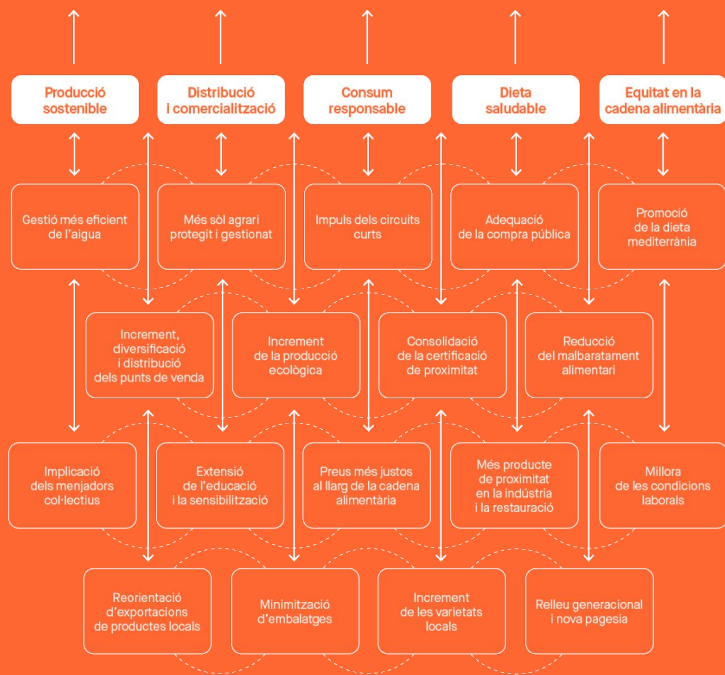 Producció
sostenible
Distribució
i comercialització
Consum
responsable
Dieta
saludable
Equitat en la
cadena alimentària
Gestió més eficient
de l'aigua
Més sòl agrari
protegit i gestionat
Impuls dels circuits
curts
Adequació
de la compra pública
Promoció
de la dieta
mediterrània
Increment,
diversificació
i distribució
dels punts de venda
Increment
de la producció
ecològica
Consolidació
de la certificació
de proximitat
Reducció
del malbaratament
alimentari
Implicació
dels menjadors
col·lectius
Extensió
de l'educació
i la sensibilització
Preus més justos
al llarg de la cadena
alimentària
Més producte
de proximitat
en la indústria
i la restauració
Millora
de les condicions
laborals
Reorientació
d'exportacions
de productes locals
Minimització
d'embalatges
Increment
de les varietats
locals
Relleu generacional
i nova pagesia